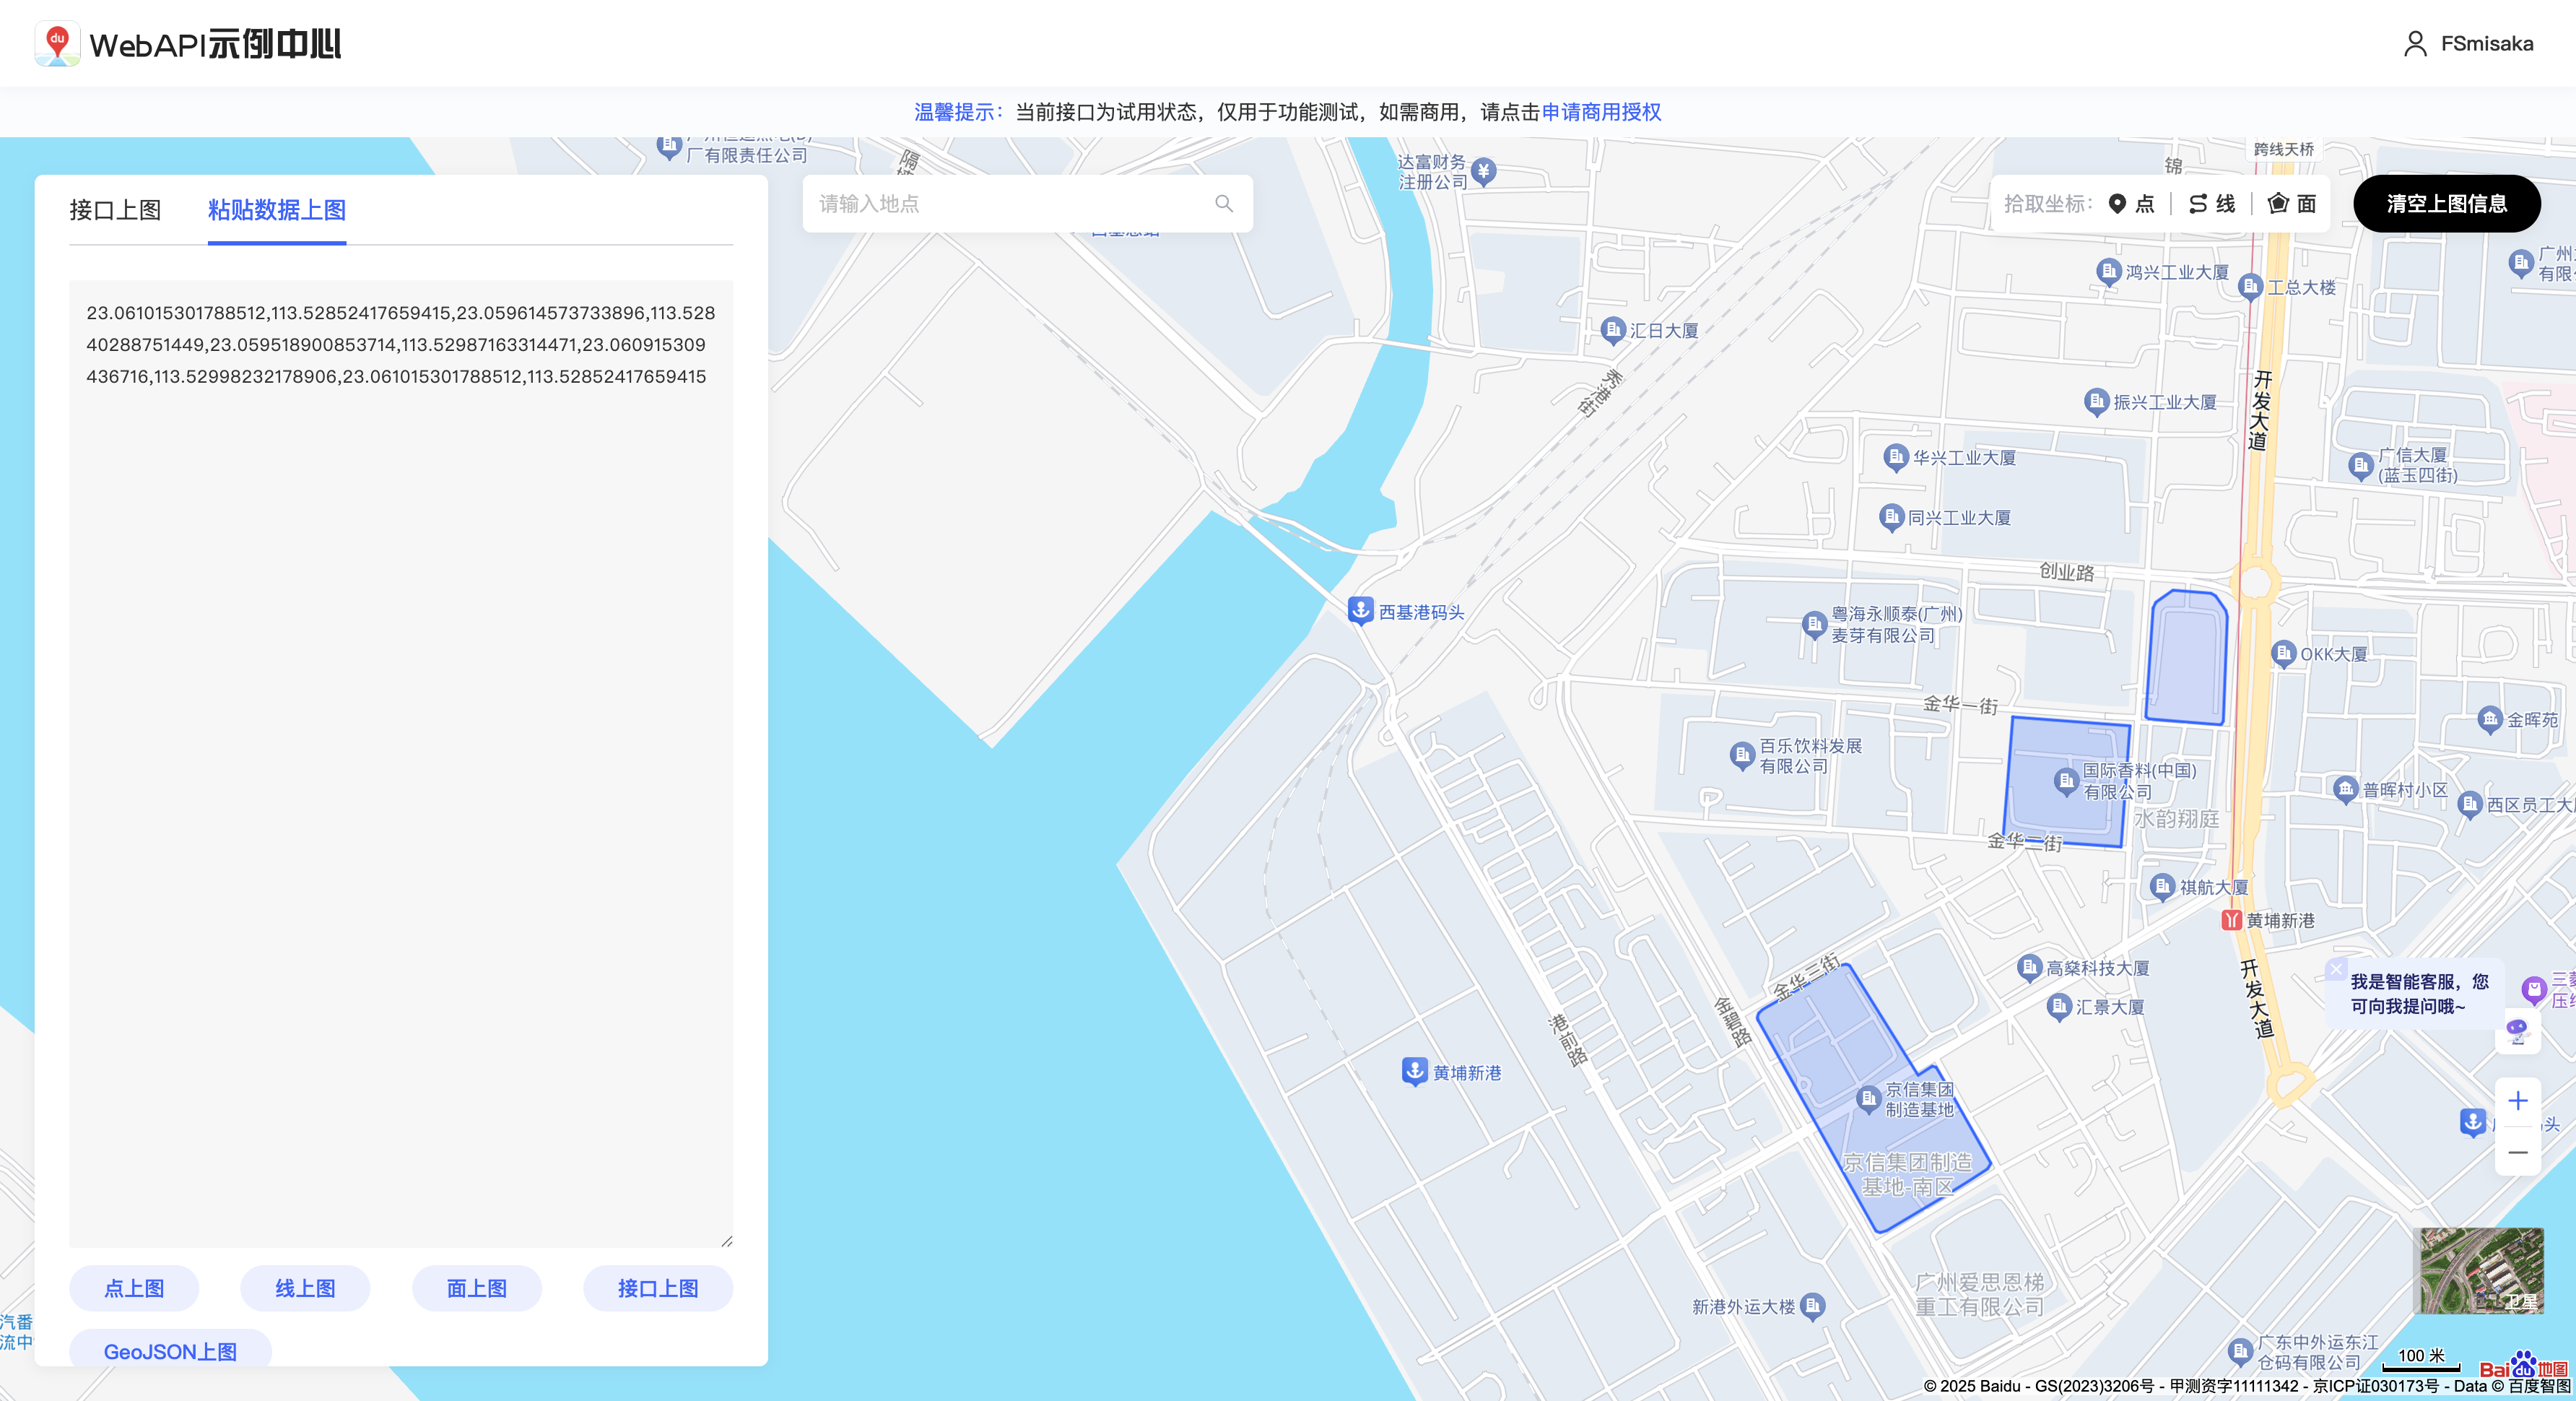 du WebAPI示例中心
FSmisaka
温馨提示：当前接口为试用状态，仅用于功能测试，如需商用，请点击申请商用授权
接口上图
粘贴数据上图
23.061015301788512,113.52852417659415,23.059614573733896,113.528
40288751449,23.059518900853714,113.52987163314471,23.060915309
436716,113.52998232178906,23.061015301788512,113.52852417659415
点上图
线上图
面上图
接口上图
GeoJSON上图
请输入地点
拾取坐标：
点
线
面
清空上图信息
厂有限责任公司
达富财务
注册公司
跨线天桥
锦
隔
鸿兴工业大厦
工总大楼
汇日大厦
秀港街
振兴工业大厦
开发大道
华兴工业大厦
广信大厦
(蓝玉四街)
同兴工业大厦
创业路
西基港码头
粤海永顺泰(广州)
麦芽有限公司
OKK大厦
金华一街
金晖苑
百乐饮料发展
有限公司
国际香料(中国)
有限公司
普晖村小区
西区员工大
水韵翔庭
金华二街
祺航大厦
黄埔新港
金华三街
高燊科技大厦
汇景大厦
开发大道
我是智能客服，您
可向我提问哦~
金碧路
港前路
黄埔新港
京信集团
制造基地
京信集团制造
基地-南区
广州爱思恩梯
重工有限公司
新港外运大楼
广东中外运东江
仓码有限公司
卫星
100 米
Bai du 地图
© 2025 Baidu - GS(2023)3206号 - 甲测资字11111342 - 京ICP证030173号 - Data © 百度智图
汽番
流中